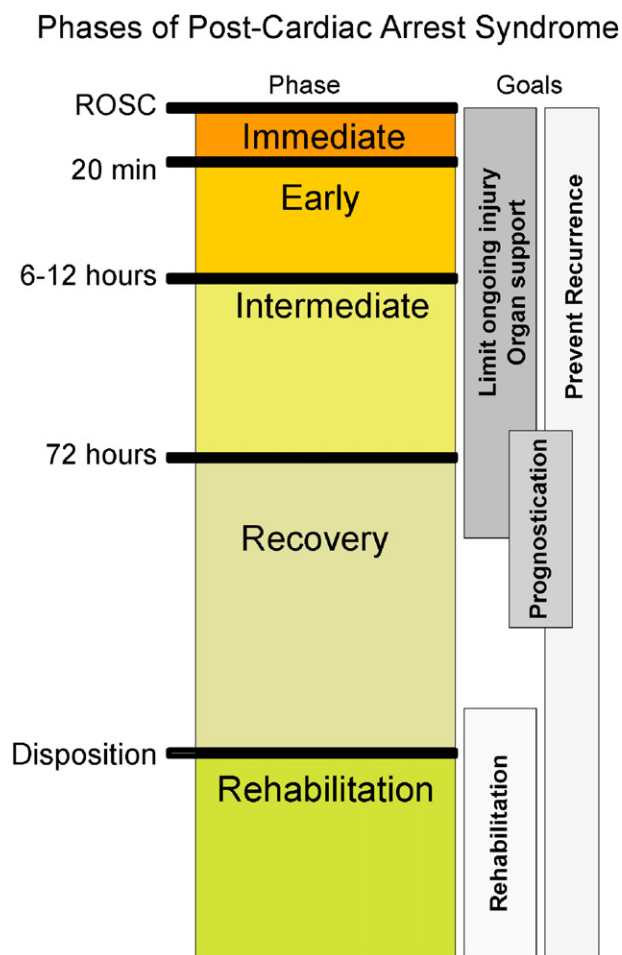 Phases of Post-Cardiac Arrest Syndrome
Phase
Goals
ROSC
Immediate
20 min
Early
6-12 hours
Intermediate
72 hours
Recovery
Disposition
Rehabilitation
Limit ongoing injury
Organ support
Prevent Recurrence
Prognostication
Rehabilitation